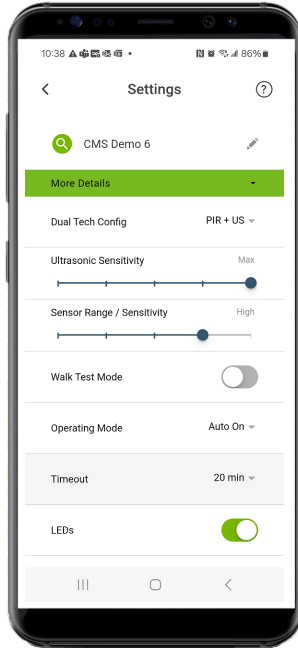 10:38
86%
Settings
?
CMS Demo 6
More Details
Dual Tech Config PIR + US
Ultrasonic Sensitivity Max
Sensor Range / Sensitivity High
Walk Test Mode
Operating Mode Auto On
Timeout 20 min
LEDs